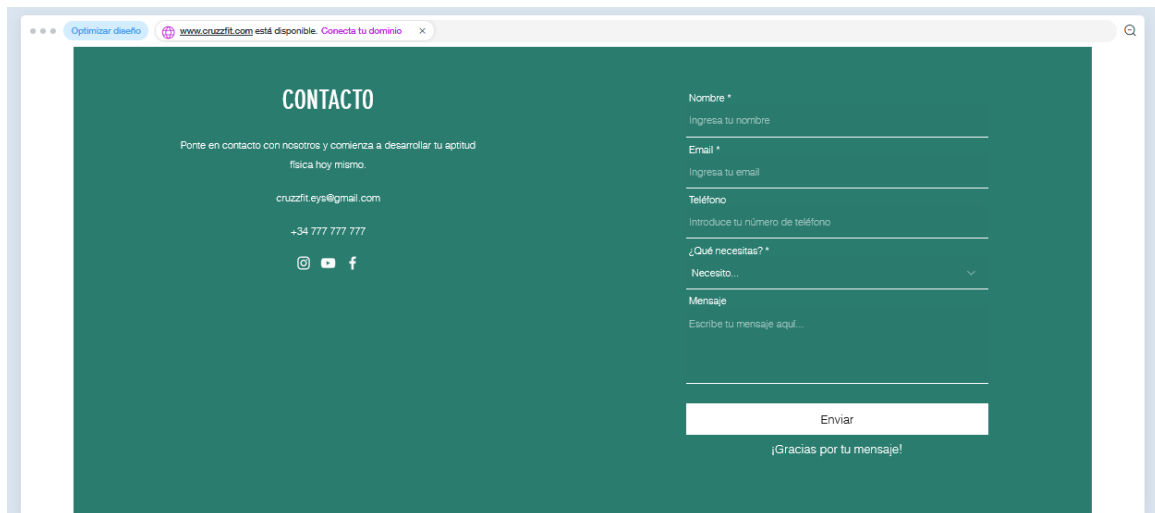 Optimizar diseño
www.cruzzfit.com está disponible. Conecta tu dominio
CONTACTO
Ponte en contacto con nosotros y comienza a desarrollar tu aptitud
física hoy mismo.
cruzzfit.eys@gmail.com
+34 777 777 777
Nombre *
Ingresa tu nombre
Email *
Ingresa tu email
Teléfono
Introduce tu número de teléfono
¿Qué necesitas? *
Necesito...
Mensaje
Escribe tu mensaje aquí...
Enviar
¡Gracias por tu mensaje!